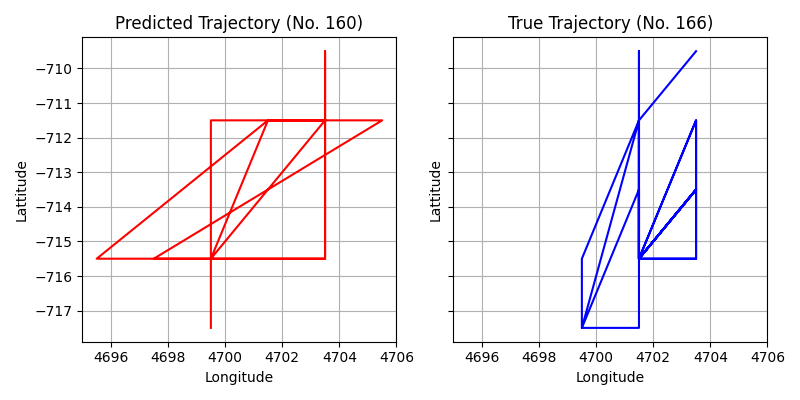 Predicted Trajectory (No. 160)
True Trajectory (No. 166)
Lattitude
−710
−711
−712
−713
−714
−715
−716
−717
4696 4698 4700 4702 4704 4706
Longitude
Lattitude
4696 4698 4700 4702 4704 4706
Longitude